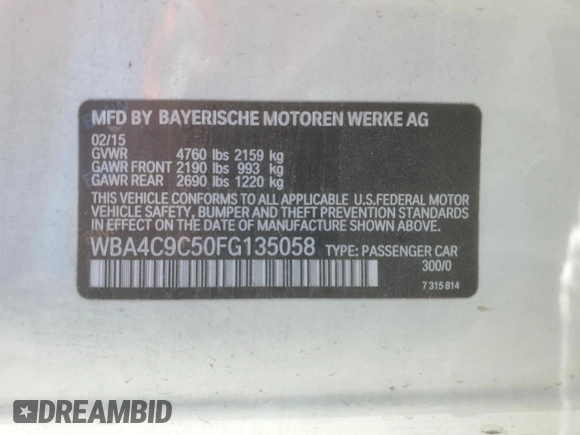 MFD BY BAYERISCHE MOTOREN WERKE AG
02/15
GVWR 4760 lbs 2159 kg
GAWR FRONT 2190 lbs 993 kg
GAWR REAR 2690 lbs 1220 kg
THIS VEHICLE CONFORMS TO ALL APPLICABLE U.S.FEDERAL MOTOR
VEHICLE SAFETY, BUMPER AND THEFT PREVENTION STANDARDS
IN EFFECT ON THE DATE OF MANUFACTURE SHOWN ABOVE.
WBA4C9C50FG135058 TYPE: PASSENGER CAR
300/0
7 315 814
DREAMBID